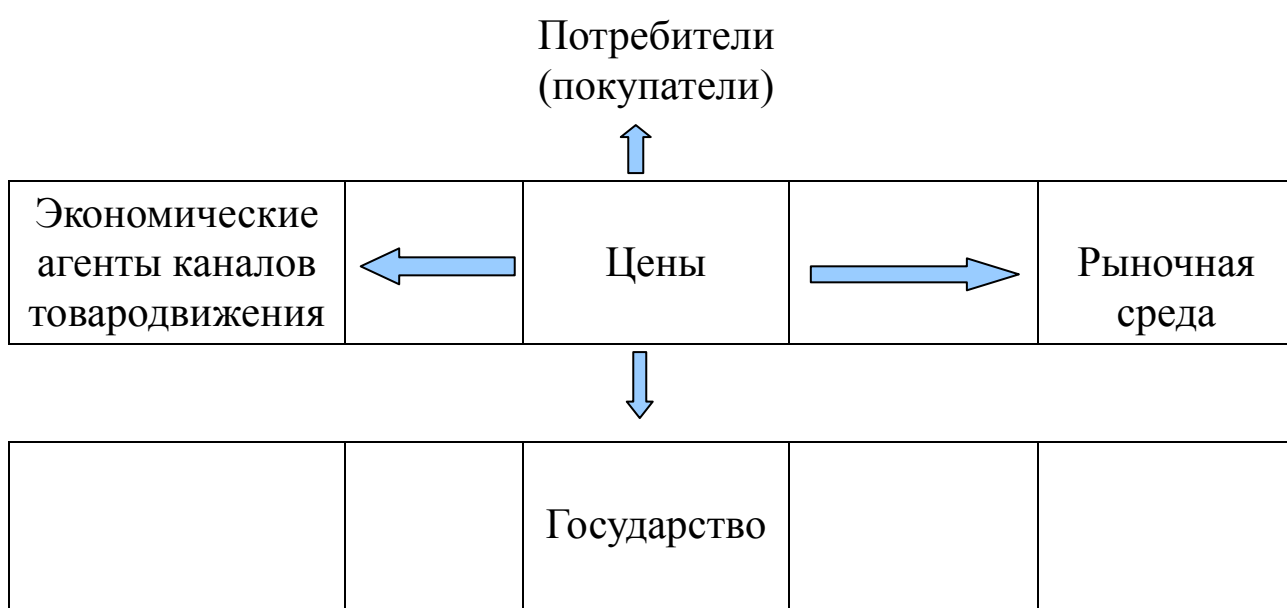 Потребители
(покупатели)
Экономические
агенты каналов
товародвижения
Цены
Рыночная
среда
Государство